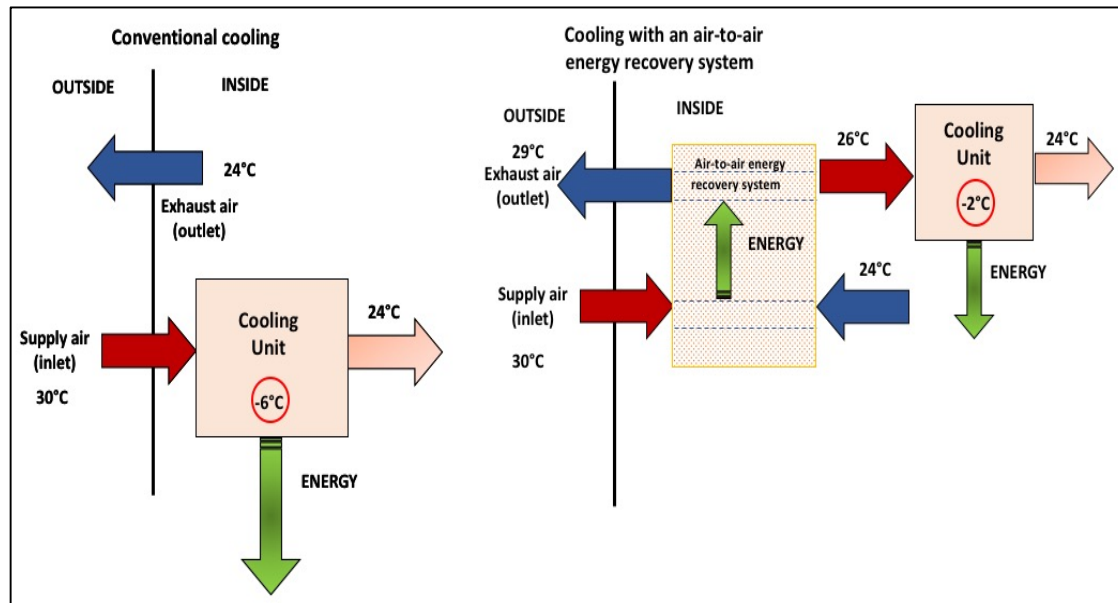 Conventional cooling
OUTSIDE
INSIDE
24°C
Exhaust air
(outlet)
Supply air
(inlet)
30°C
Cooling
Unit
-6°C
24°C
ENERGY
Cooling with an air-to-air
energy recovery system
OUTSIDE
INSIDE
29°C
Exhaust air
(outlet)
Air-to-air energy
recovery system
26°C
Cooling
Unit
-2°C
24°C
ENERGY
ENERGY
24°C
Supply air
(inlet)
30°C